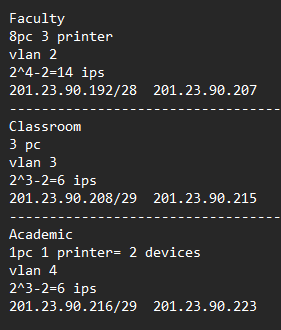 Faculty
8pc 3 printer
vlan 2
2^4-2=14 ips
201.23.90.192/28  201.23.90.207
----------------------------------
Classroom
3 pc
vlan 3
2^3-2=6 ips
201.23.90.208/29  201.23.90.215
----------------------------------
Academic
1pc 1 printer= 2 devices
vlan 4
2^3-2=6 ips
201.23.90.216/29  201.23.90.223